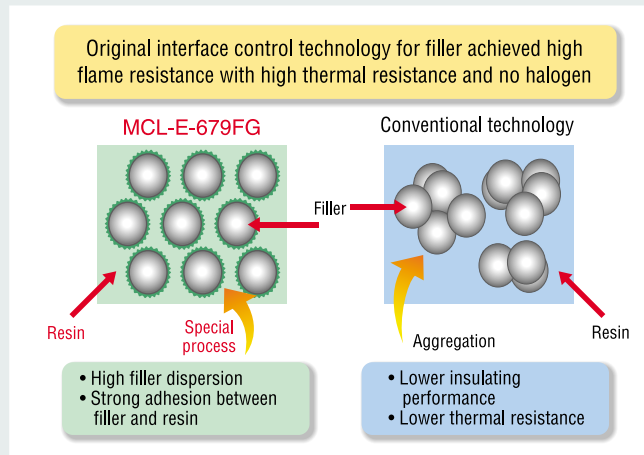 Original interface control technology for filler achieved high
flame resistance with high thermal resistance and no halogen
MCL-E-679FG
Conventional technology
Filler
Resin
Special
process
Aggregation
Resin
• High filler dispersion
• Strong adhesion between
filler and resin
• Lower insulating
performance
• Lower thermal resistance